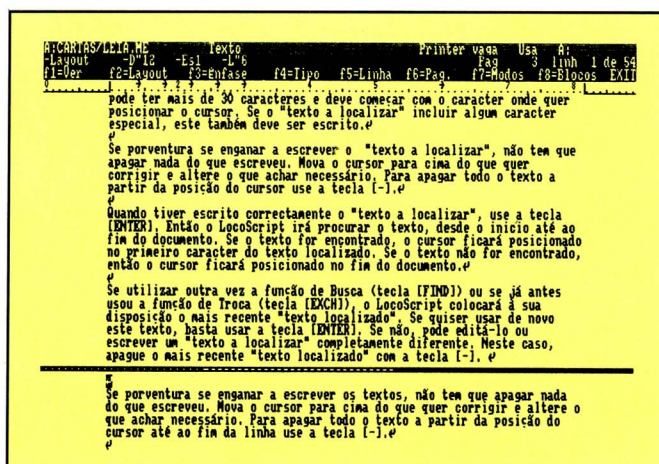 A:CARTAS/LEIA.ME Texto Printer vaga Usa A:
-Layout -D"12 -Es1 -L"6 Pag 3 linh 1 de 54
f1=Ver f2=Layout f3=Enfase f4=Tipo f5=Linha f6=Pag. f7=Modos f8=Blocos EXIT
pode ter mais de 30 caracteres e deve começar com o caracter onde quer
posicionar o cursor. Se o "texto a localizar" incluir algum caracter
especial, este também deve ser escrito.↵
↵
Se porventura se enganar a escrever o "texto a localizar", não tem que
apagar nada do que escreveu. Mova o cursor para cima do que quer
corrigir e altere o que achar necessário. Para apagar todo o texto a
partir da posição do cursor use a tecla [-].↵
↵
Quando tiver escrito correctamente o "texto a localizar", use a tecla
[ENTER]. Então o LocoScript irá procurar o texto, desde o inicio até ao
fim do documento. Se o texto for encontrado, o cursor ficará posicionado
no primeiro caracter do texto localizado. Se o texto não for encontrado,
então o cursor ficará posicionado no fim do documento.↵
↵
Se utilizar outra vez a função de Busca (tecla [FIND]) ou se já antes
usou a função de Troca (tecla [EXCH]), o LocoScript colocará à sua
disposição o mais recente "texto localizado". Se quiser usar de novo
este texto, basta usar a tecla [ENTER]. Se não, pode editá-lo ou
escrever um "texto a localizar" completamente diferente. Neste caso,
apague o mais recente "texto localizado" com a tecla [-]. ↵
↵
Se porventura se enganar a escrever os textos, não tem que apagar nada
do que escreveu. Mova o cursor para cima do que quer corrigir e altere o
que achar necessário. Para apagar todo o texto a partir da posição do
cursor até ao fim da linha use a tecla [-].↵
↵